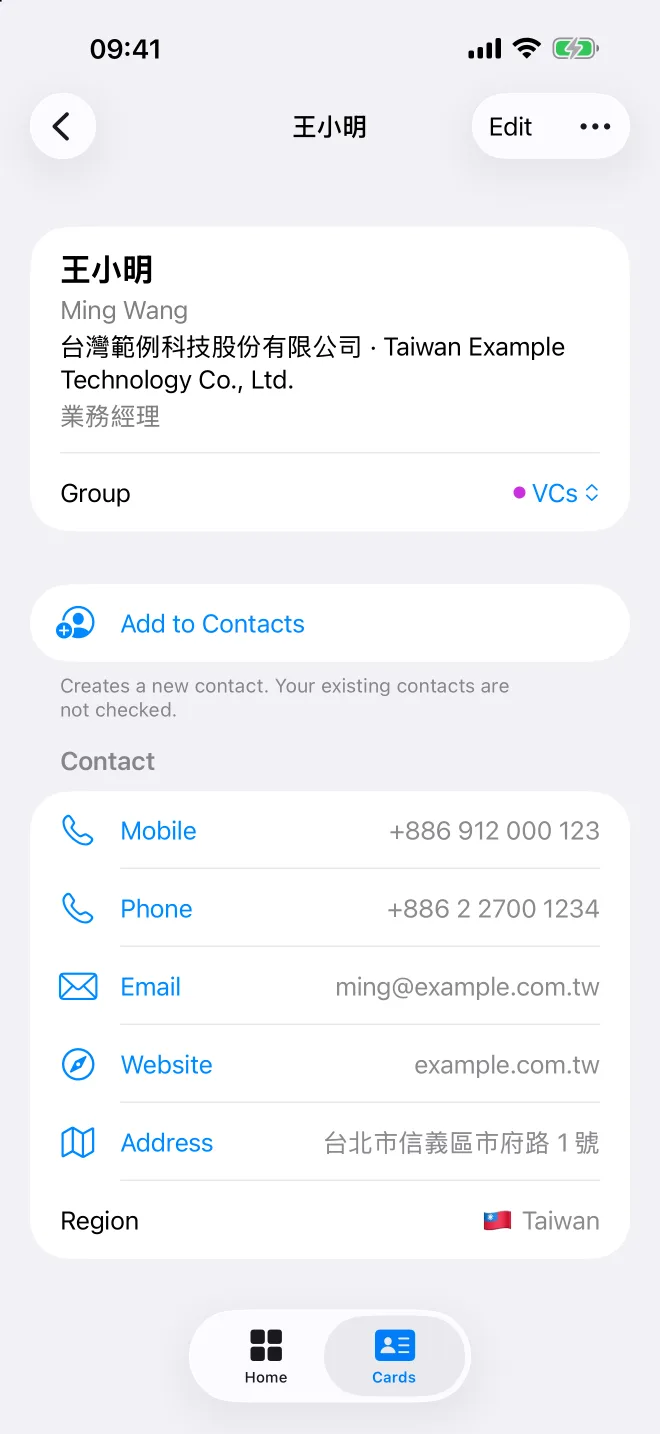 09:41
王小明
Edit
王小明
Ming Wang
台灣範例科技股份有限公司 · Taiwan Example
Technology Co., Ltd.
業務經理
Group
VCs
Add to Contacts
Creates a new contact. Your existing contacts are
not checked.
Contact
Mobile +886 912 000 123
Phone +886 2 2700 1234
Email ming@example.com.tw
Website example.com.tw
Address 台北市信義區市府路 1 號
Region 🇹🇼 Taiwan
Home
Cards